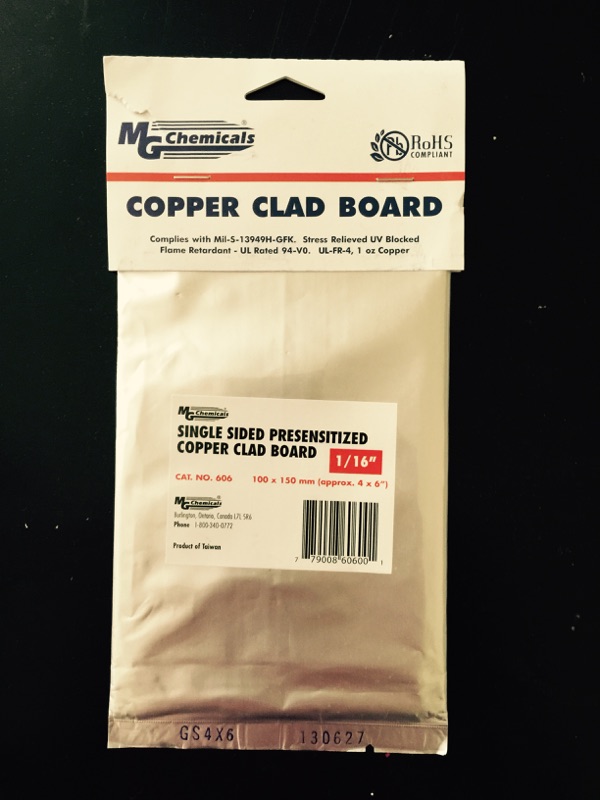 MG Chemicals®
Pb RoHS
COMPLIANT
COPPER CLAD BOARD
Complies with Mil-S-13949H-GFK. Stress Relieved UV Blocked
Flame Retardant - UL Rated 94-V0. UL-FR-4, 1 oz Copper
MG Chemicals
SINGLE SIDED PRESENSITIZED
COPPER CLAD BOARD 1/16"
CAT. NO. 606 100 x 150 mm (approx. 4 x 6")
MG Chemicals
Burlington, Ontario, Canada L7L 5R6
Phone 1-800-340-0772
Product of Taiwan
7 79008 60600 1
GS4X6 130627